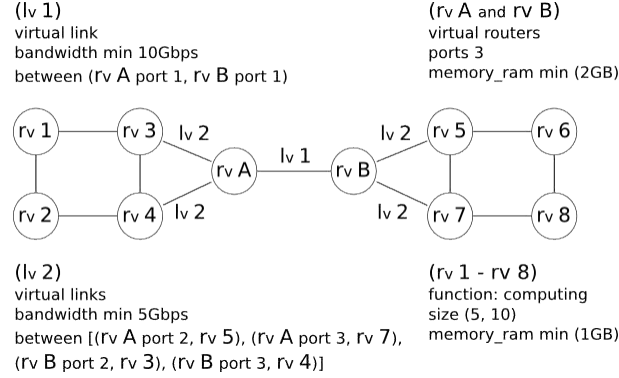 (lv 1)
virtual link
bandwidth min 10Gbps
between (rv A port 1, rv B port 1)
(rv A and rv B)
virtual routers
ports 3
memory_ram min (2GB)
rv 1
rv 3
lv 2
lv 2
rv 5
rv 6
rv A
lv 1
rv B
rv 2
rv 4
lv 2
lv 2
rv 7
rv 8
(lv 2)
virtual links
bandwidth min 5Gbps
between [(rv A port 2, rv 5), (rv A port 3, rv 7),
(rv B port 2, rv 3), (rv B port 3, rv 4)]
(rv 1 - rv 8)
function: computing
size (5, 10)
memory_ram min (1GB)